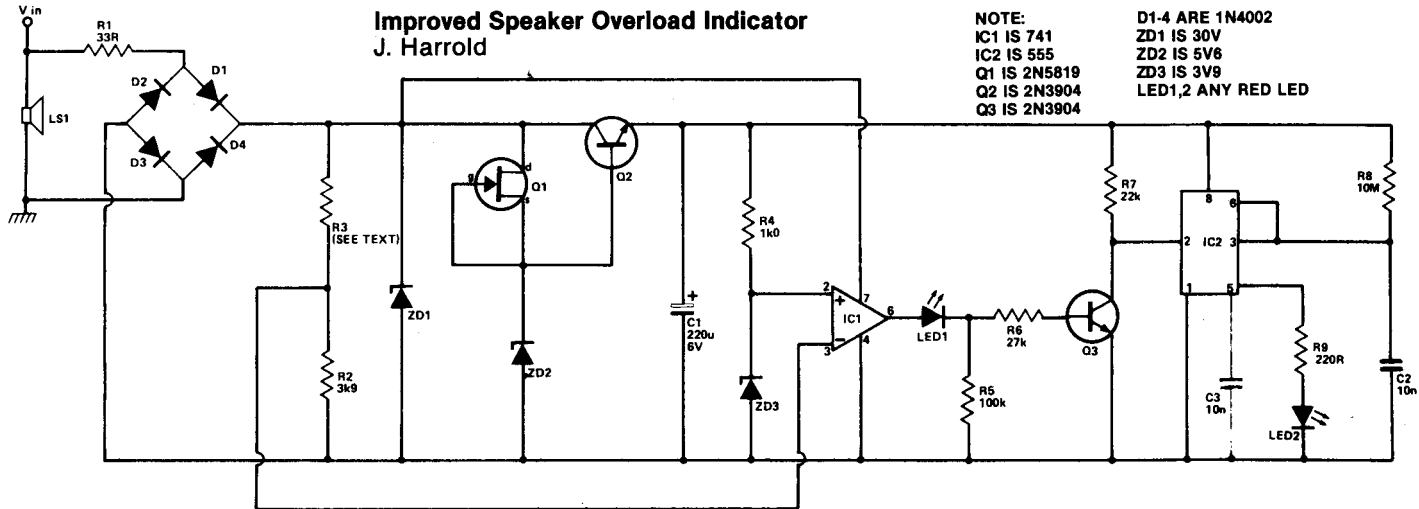 Improved Speaker Overload Indicator
J. Harrold
NOTE:
IC1 IS 741
IC2 IS 555
Q1 IS 2N5819
Q2 IS 2N3904
Q3 IS 2N3904
D1-4 ARE 1N4002
ZD1 IS 30V
ZD2 IS 5V6
ZD3 IS 3V9
LED1,2 ANY RED LED
V in
R1
33R
LS1
D2
D1
D3
D4
R3
(SEE TEXT)
R2
3k9
ZD1
g
d
s
Q1
Q2
ZD2
+
C1
220u
6V
R4
1k0
ZD3
2
+
3
−
7
IC1
6
4
LED1
R6
27k
R5
100k
Q3
R7
22k
8
6
2
IC2
3
1
5
C3
10n
R9
220R
LED2
R8
10M
C2
10n